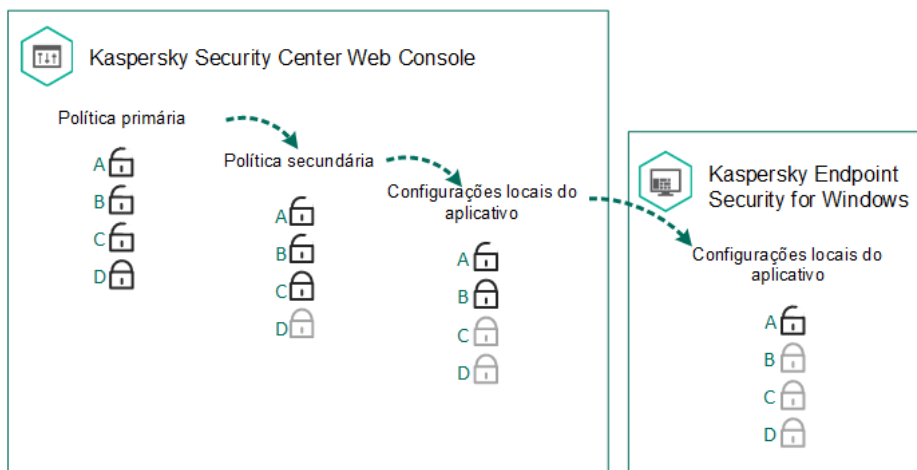 Kaspersky Security Center Web Console
Política primária
A
B
C
D
Política secundária
A
B
C
D
Configurações locais do
aplicativo
A
B
C
D
Kaspersky Endpoint
Security for Windows
Configurações locais do
aplicativo
A
B
C
D